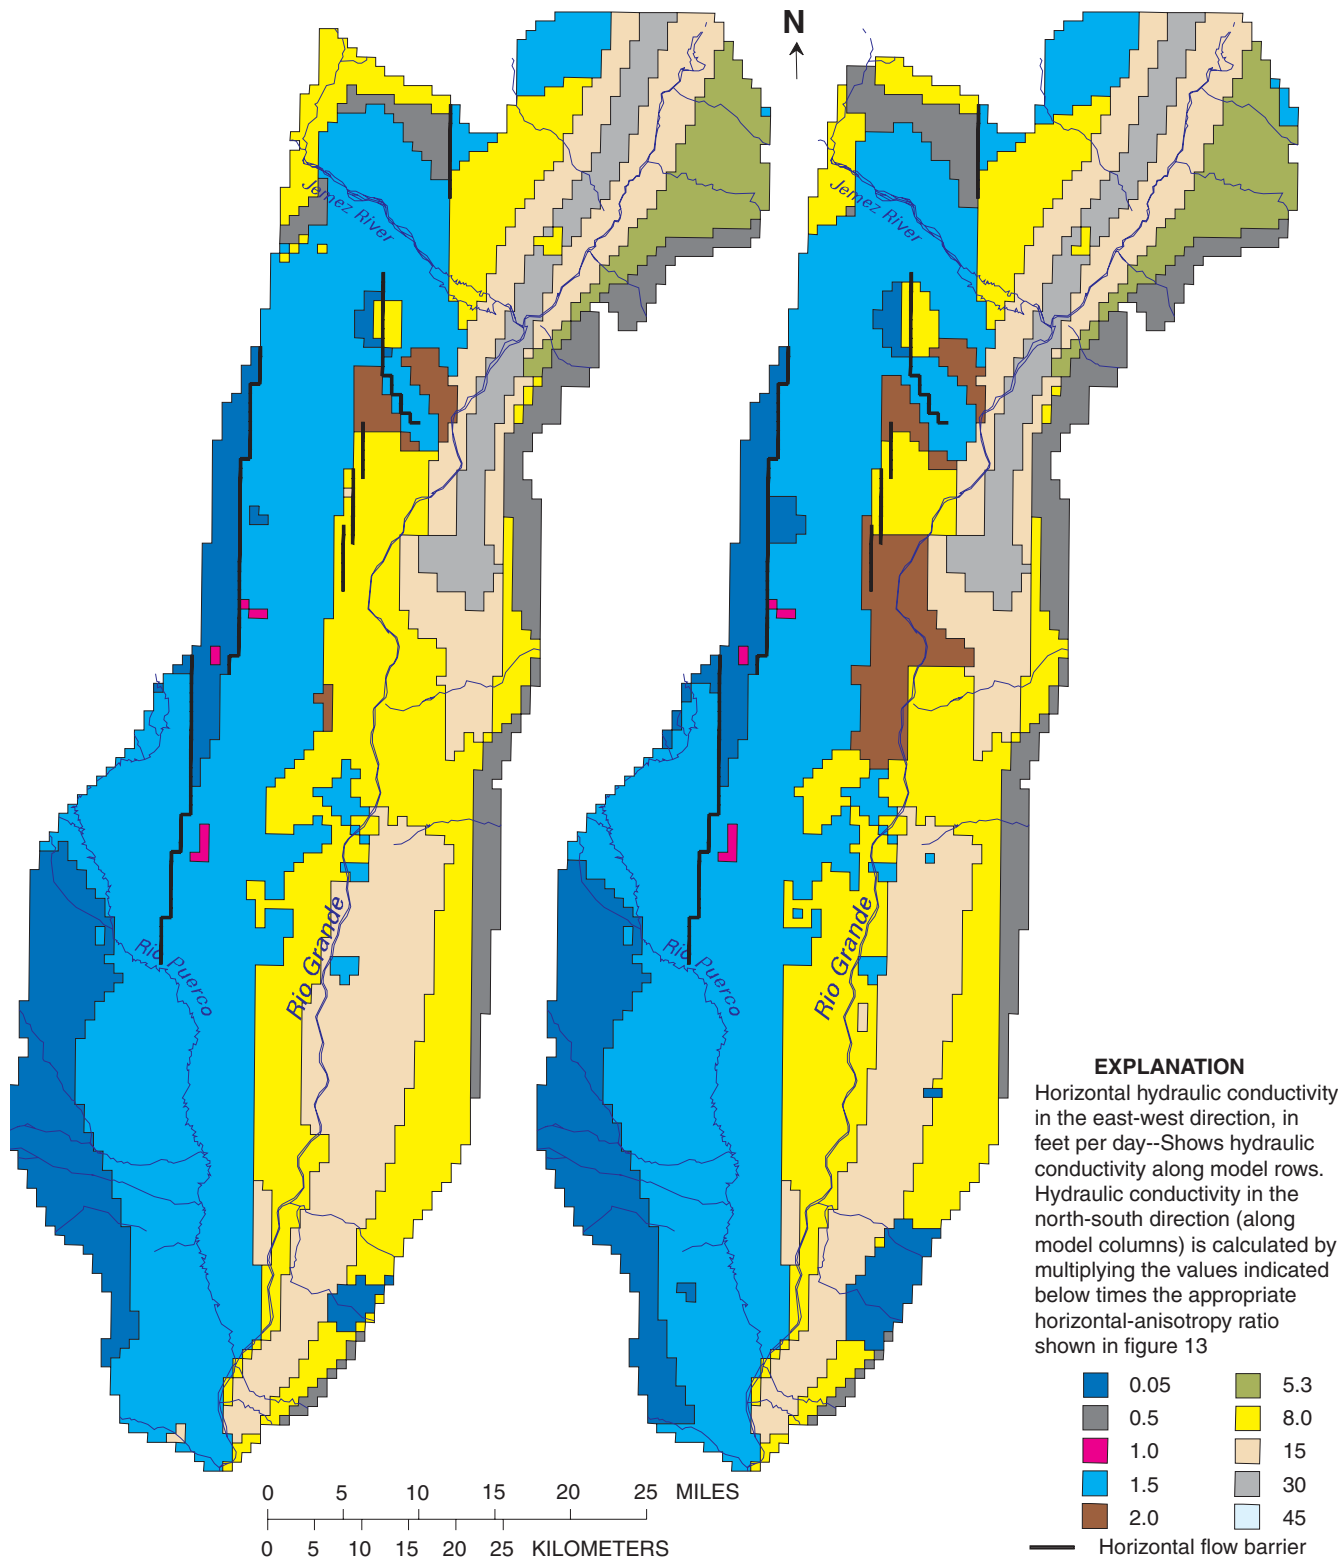 N
Jemez River
Jemez River
Rio Grande
Rio Grande
Rio Puerco
Rio Puerco
EXPLANATION
Horizontal hydraulic conductivity
in the east-west direction, in
feet per day--Shows hydraulic
conductivity along model rows.
Hydraulic conductivity in the
north-south direction (along
model columns) is calculated by
multiplying the values indicated
below times the appropriate
horizontal-anisotropy ratio
shown in figure 13
0.05 5.3
0.5 8.0
1.0 15
1.5 30
2.0 45
Horizontal flow barrier
0 5 10 15 20 25 MILES
0 5 10 15 20 25 KILOMETERS